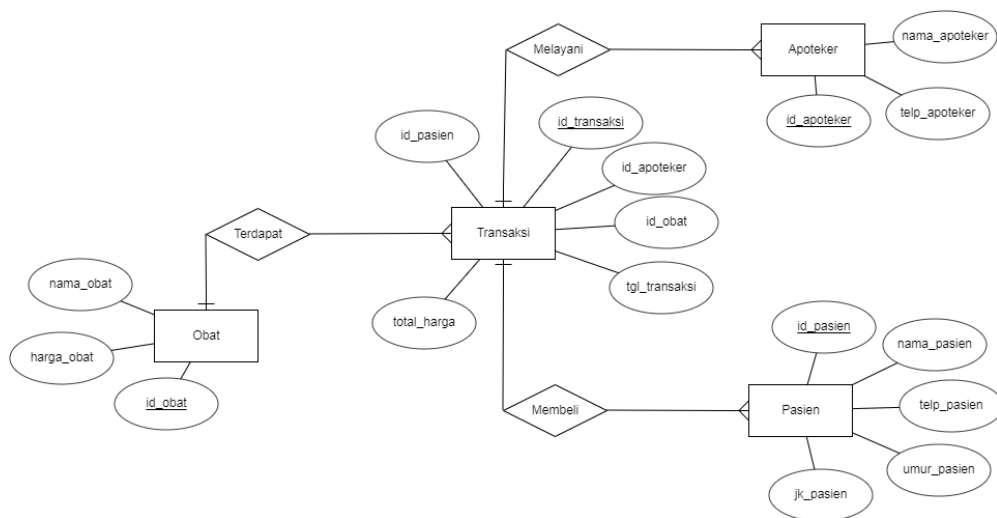 Melayani
Apoteker
nama_apoteker
id_apoteker
telp_apoteker
id_pasien
id_transaksi
id_apoteker
id_obat
tgl_transaksi
Terdapat
Transaksi
total_harga
nama_obat
harga_obat
Obat
id_obat
id_pasien
nama_pasien
Membeli
Pasien
telp_pasien
umur_pasien
jk_pasien